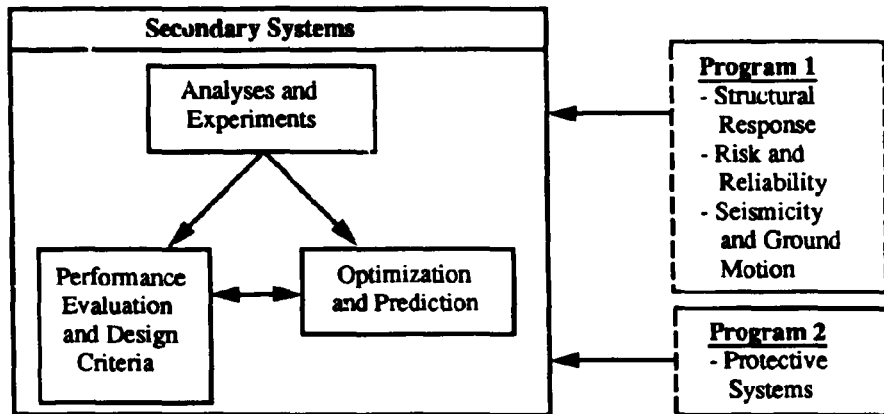 Secondary Systems
Analyses and
Experiments
Performance
Evaluation
and Design
Criteria
Optimization
and Prediction
Program 1
- Structural
Response
- Risk and
Reliability
- Seismicity
and Ground
Motion
Program 2
- Protective
Systems